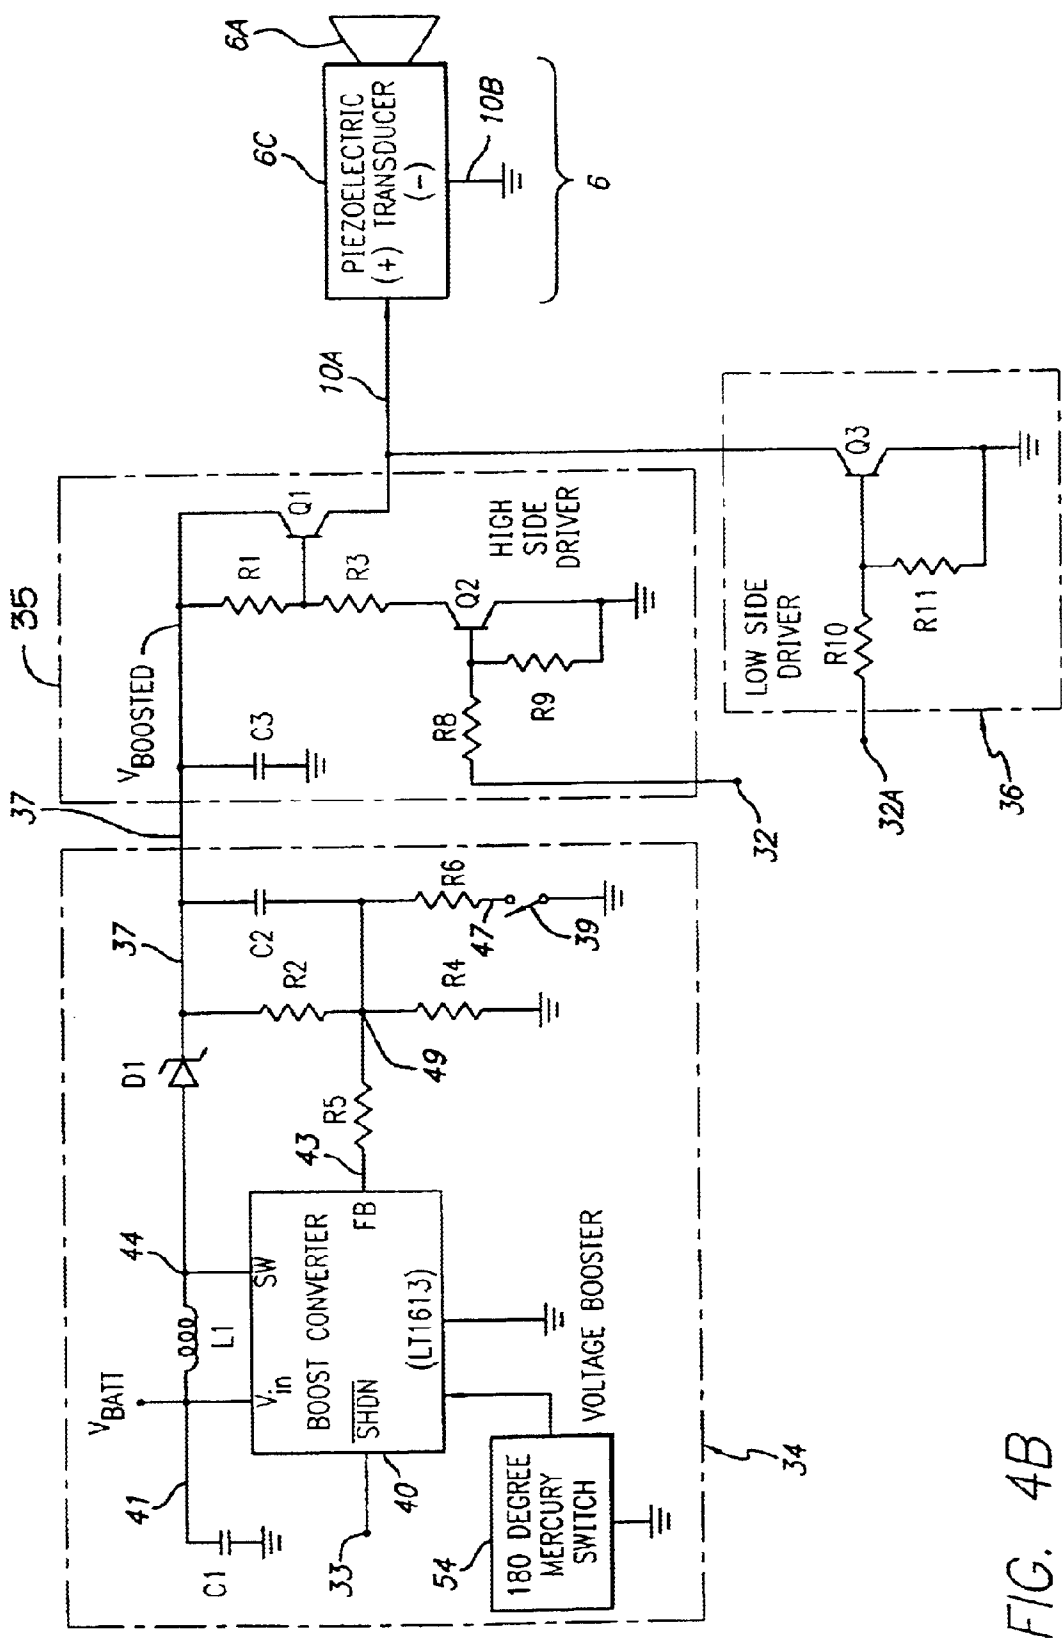 35
37
37
VBOOSTED
C3
R1
Q1
R3
R8
Q2
R9
HIGH
SIDE
DRIVER
32
10A
6C
6A
PIEZOELECTRIC
(+) TRANSDUCER
(-)
10B
6
LOW SIDE
DRIVER
R10
Q3
R11
32A
36
41
VBATT
44
D1
C1
L1
Vin
SW
BOOST CONVERTER
SHDN
FB
(LT1613)
43
R5
49
R2
C2
R4
R6
47
39
33
40
54
180 DEGREE
MERCURY
SWITCH
VOLTAGE BOOSTER
34
FIG. 4B